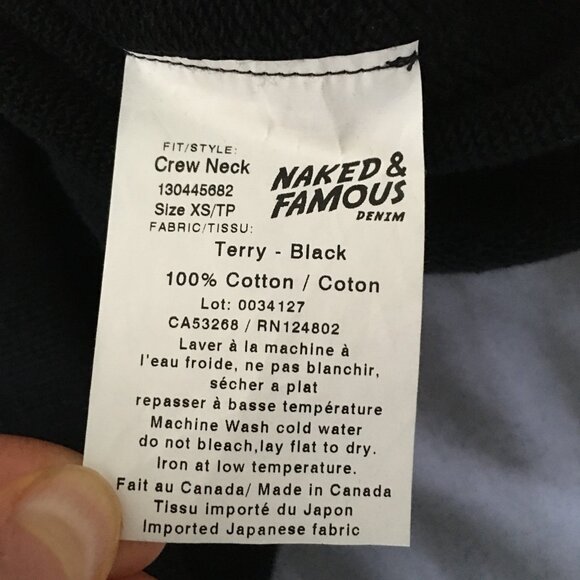 FIT/STYLE:
Crew Neck
130445682
Size XS/TP
NAKED &
FAMOUS
DENIM
FABRIC/TISSU:
Terry - Black
100% Cotton / Coton
Lot: 0034127
CA53268 / RN124802
Laver à la machine à
l'eau froide, ne pas blanchir,
sécher a plat
repasser à basse température
Machine Wash cold water
do not bleach,lay flat to dry.
Iron at low temperature.
Fait au Canada/ Made in Canada
Tissu importé du Japon
Imported Japanese fabric